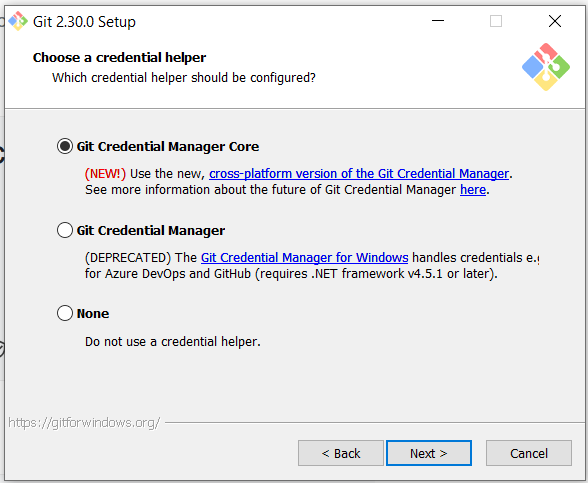 Git 2.30.0 Setup
Choose a credential helper
Which credential helper should be configured?
Git Credential Manager Core
(NEW!) Use the new, cross-platform version of the Git Credential Manager.
See more information about the future of Git Credential Manager here.
Git Credential Manager
(DEPRECATED) The Git Credential Manager for Windows handles credentials e.g
for Azure DevOps and GitHub (requires .NET framework v4.5.1 or later).
None
Do not use a credential helper.
https://gitforwindows.org/
< Back
Next >
Cancel